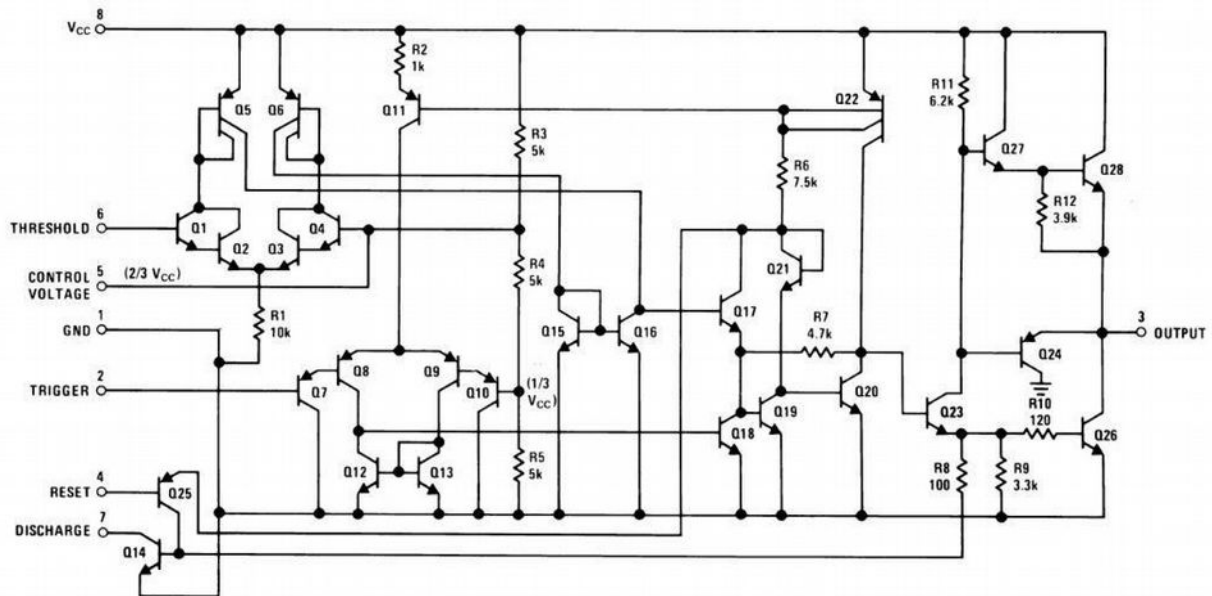 8
VCC
R2
1k
Q5
Q6
Q11
Q22
R11
6.2k
R3
5k
Q27
Q28
R6
7.5k
R12
3.9k
6
THRESHOLD
Q1
Q2
Q3
Q4
5
CONTROL
VOLTAGE
(2/3 VCC)
R4
5k
Q21
1
GND
R1
10k
Q15
Q16
Q17
R7
4.7k
3
OUTPUT
Q24
2
TRIGGER
Q7
Q8
Q9
Q10
(1/3
VCC)
Q18
Q19
Q20
Q23
R10
120
Q26
Q12
Q13
R5
5k
R8
100
R9
3.3k
4
RESET
Q25
7
DISCHARGE
Q14